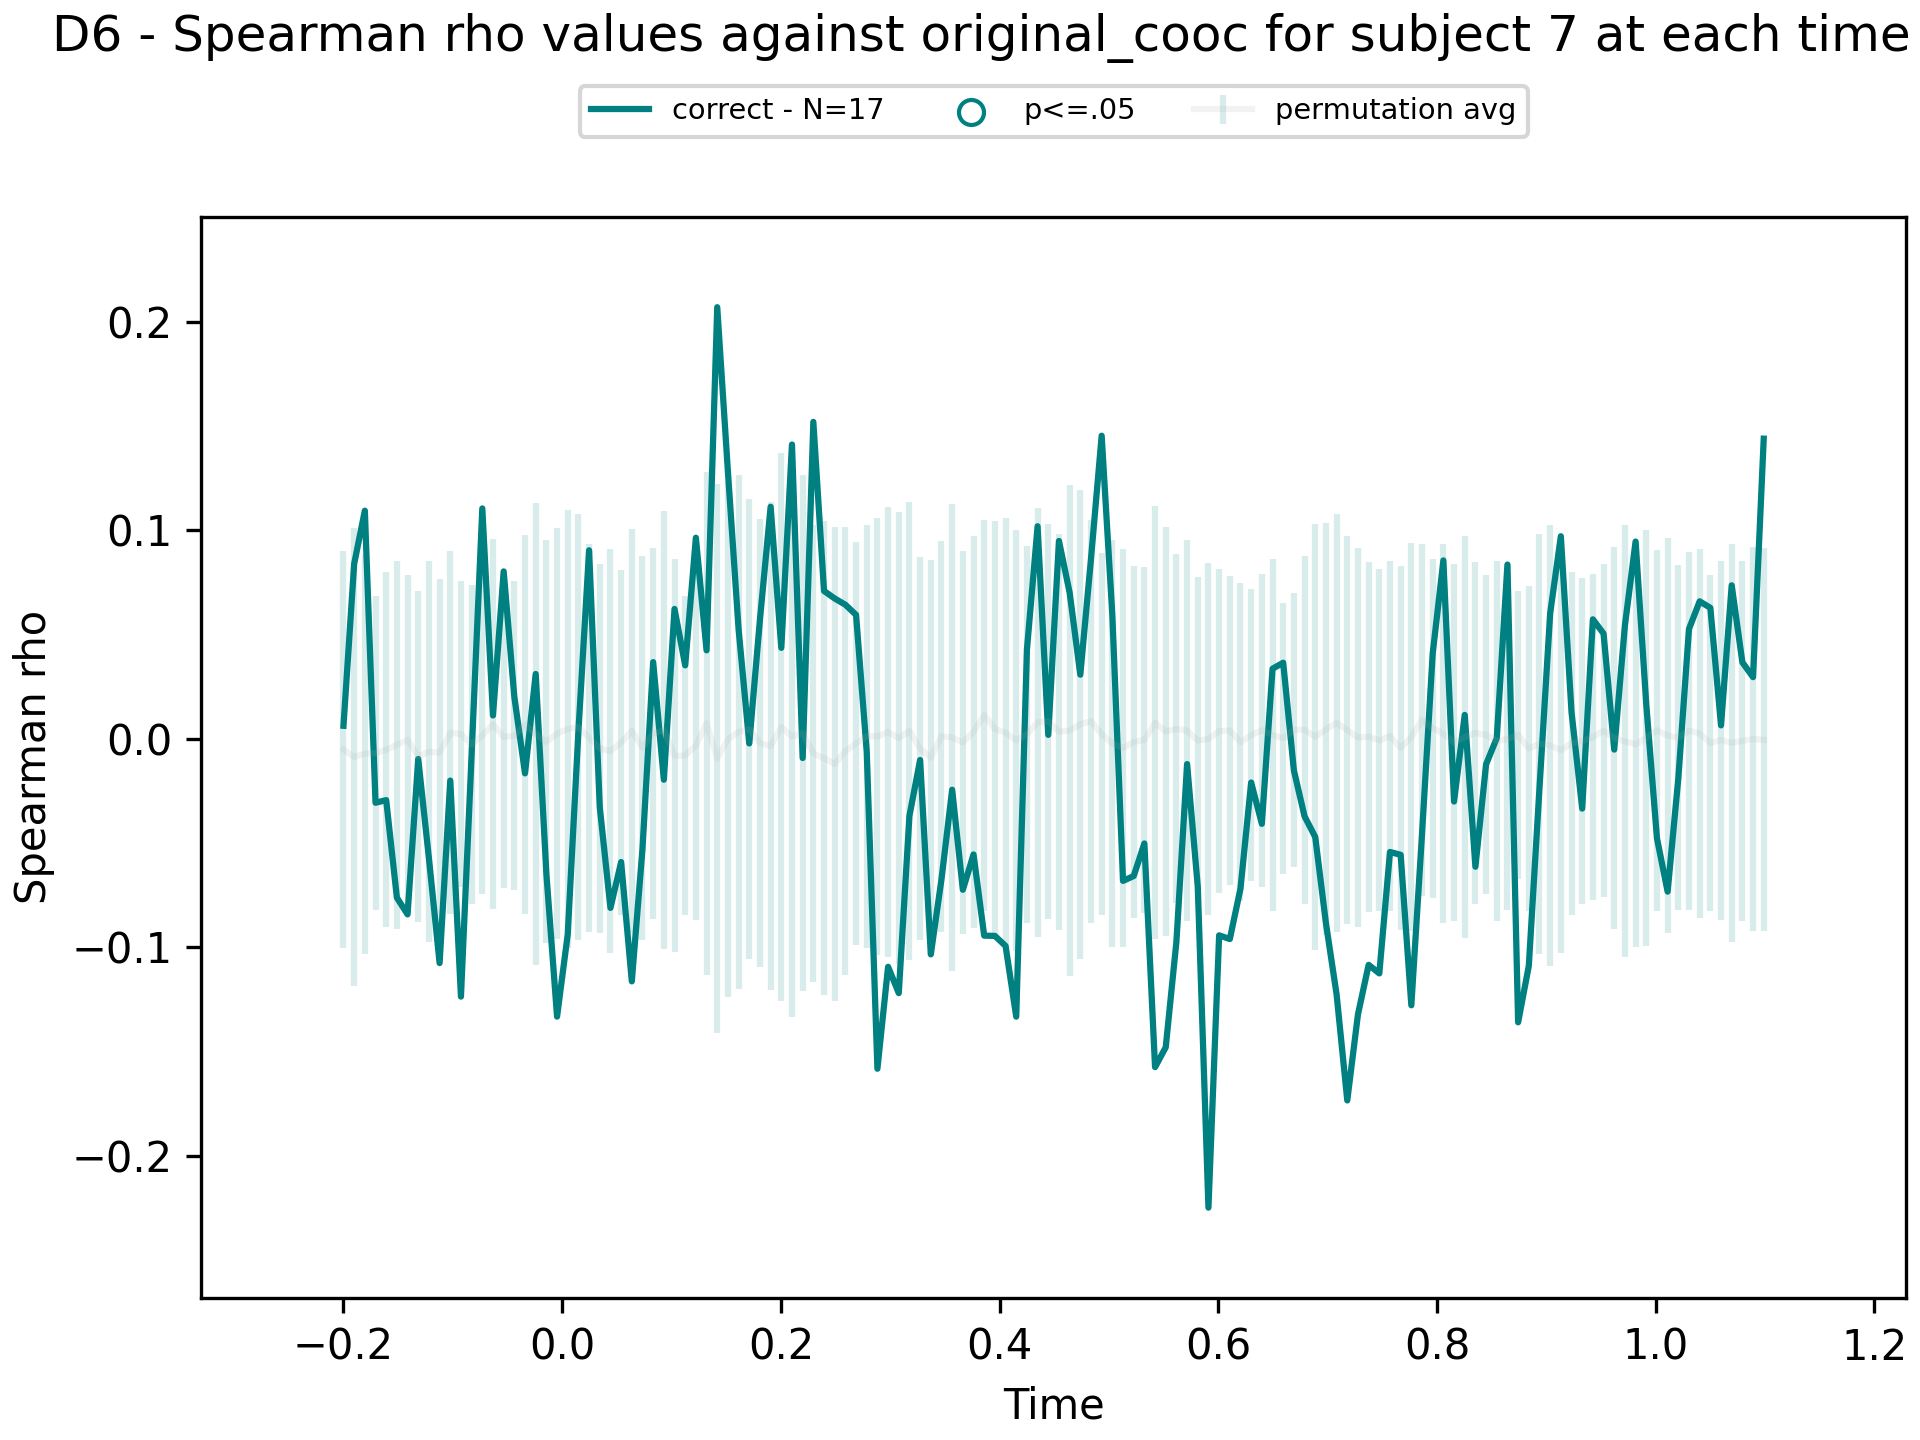 D6 - Spearman rho values against original_cooc for subject 7 at each time
correct - N=17 p<=.05 permutation avg
Spearman rho
0.2
0.1
0.0
−0.1
−0.2
−0.2 0.0 0.2 0.4 0.6 0.8 1.0 1.2
Time